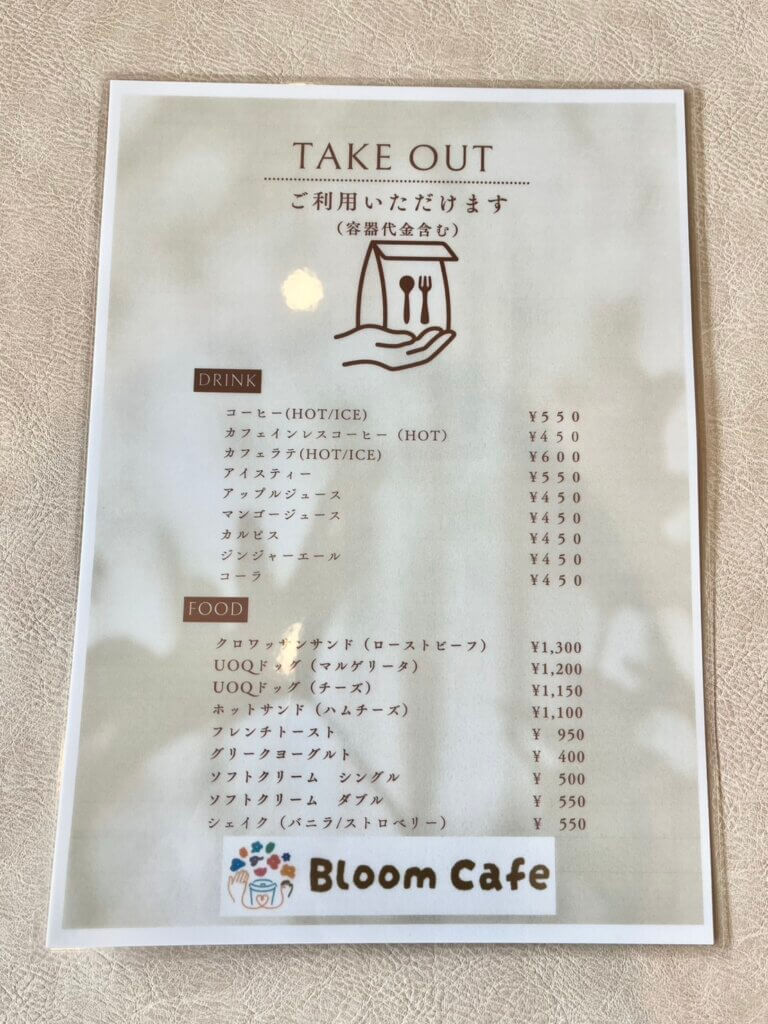 TAKE OUT
ご利用いただけます
(容器代金含む)
DRINK
コーヒー(HOT/ICE) ¥550
カフェインレスコーヒー（HOT） ¥450
カフェラテ(HOT/ICE) ¥600
アイスティー ¥550
アップルジュース ¥450
マンゴージュース ¥450
カルピス ¥450
ジンジャーエール ¥450
コーラ ¥450
FOOD
クロワッサンサンド（ローストビーフ） ¥1,300
UOQドッグ（マルゲリータ） ¥1,200
UOQドッグ（チーズ） ¥1,150
ホットサンド（ハムチーズ） ¥1,100
フレンチトースト ¥ 950
グリークヨーグルト ¥ 400
ソフトクリーム　シングル ¥ 500
ソフトクリーム　ダブル ¥ 550
シェイク（バニラ/ストロベリー） ¥ 550
Bloom Cafe